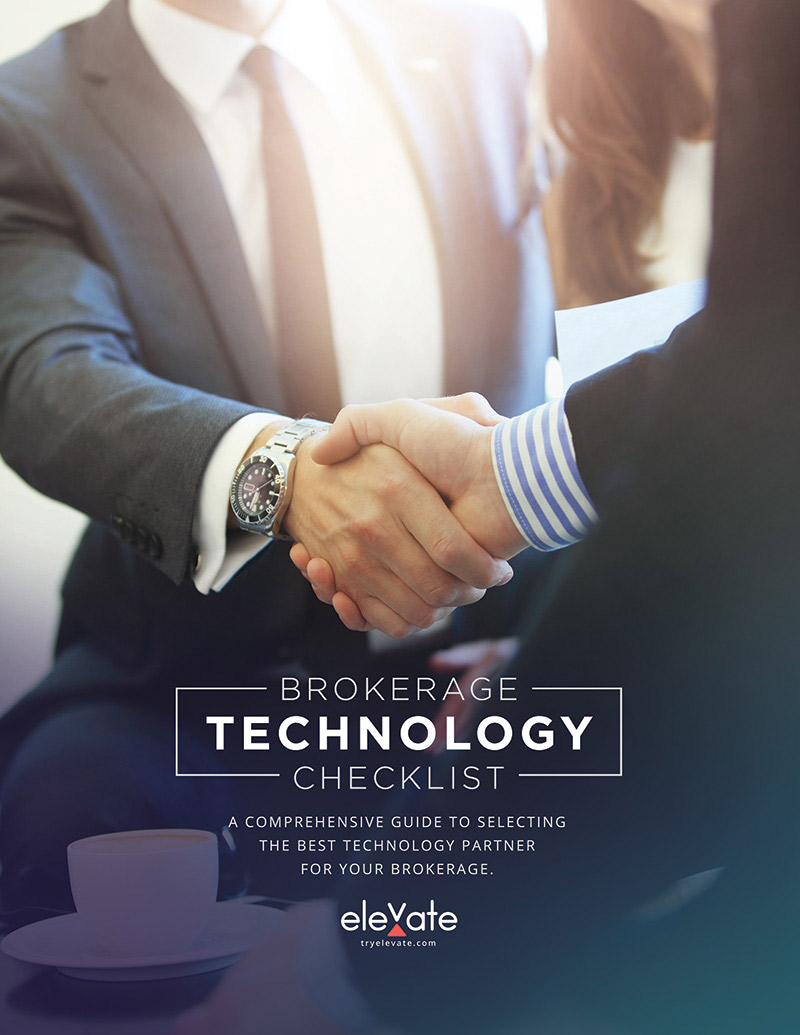 BROKERAGE
TECHNOLOGY
CHECKLIST
A COMPREHENSIVE GUIDE TO SELECTING
THE BEST TECHNOLOGY PARTNER
FOR YOUR BROKERAGE.
elevate
tryelevate.com